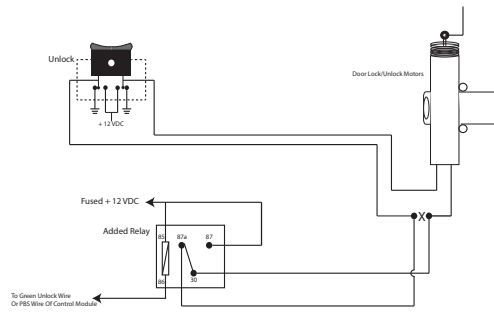 Unlock
Door Lock/Unlock Motors
+ 12 VDC
X
Fused + 12 VDC
Added Relay
85
87a
87
86
30
To Green Unlock Wire
Or PBS Wire Of Control Module